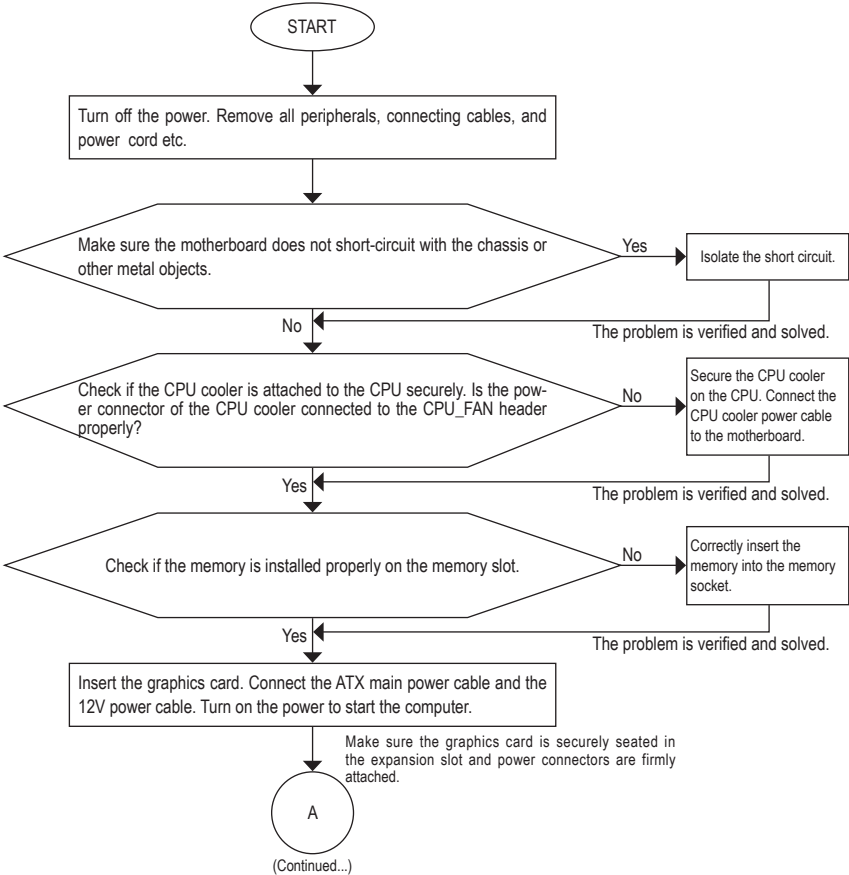 START
Turn off the power. Remove all peripherals, connecting cables, and
power cord etc.
Make sure the motherboard does not short-circuit with the chassis or
other metal objects.
Yes
Isolate the short circuit.
No
The problem is verified and solved.
Check if the CPU cooler is attached to the CPU securely. Is the pow-
er connector of the CPU cooler connected to the CPU_FAN header
properly?
No
Secure the CPU cooler
on the CPU. Connect the
CPU cooler power cable
to the motherboard.
Yes
The problem is verified and solved.
Check if the memory is installed properly on the memory slot.
No
Correctly insert the
memory into the memory
socket.
Yes
The problem is verified and solved.
Insert the graphics card. Connect the ATX main power cable and the
12V power cable. Turn on the power to start the computer.
Make sure the graphics card is securely seated in
the expansion slot and power connectors are firmly
attached.
A
(Continued...)